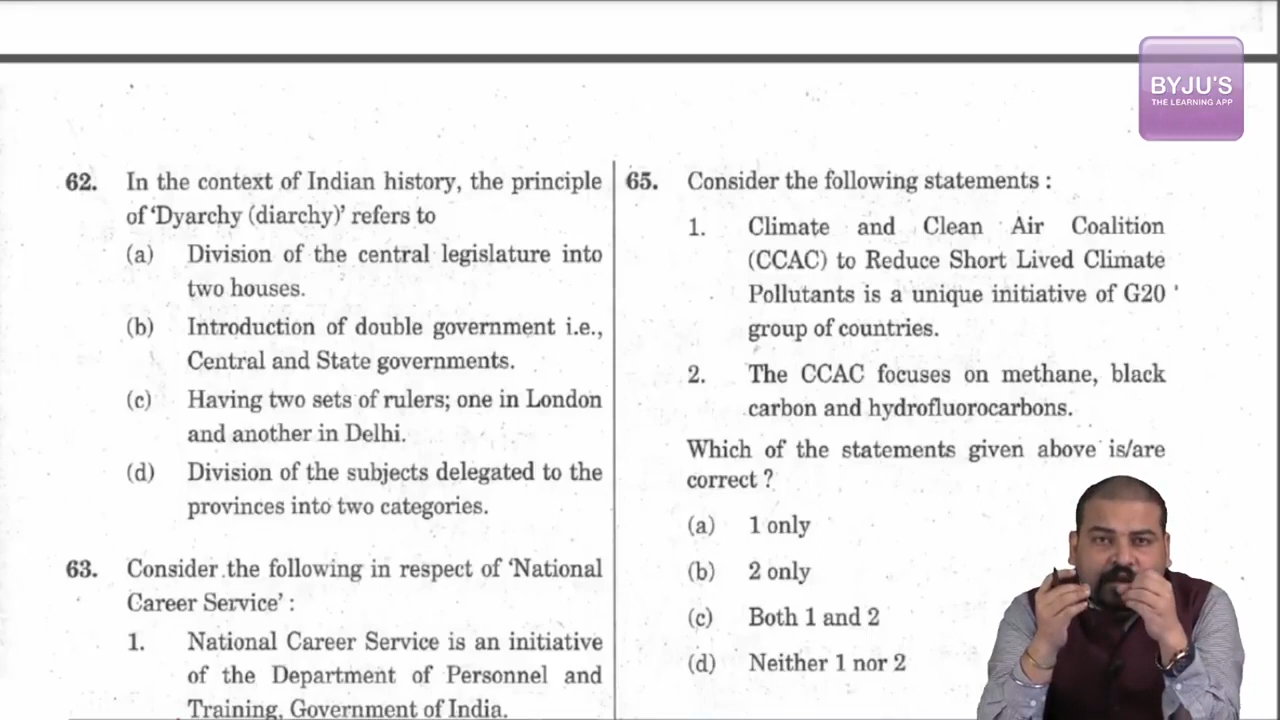 BYJU'S
THE LEARNING APP
62. In the context of Indian history, the principle
of 'Dyarchy (diarchy)' refers to
(a) Division of the central legislature into
two houses.
(b) Introduction of double government i.e.,
Central and State governments.
(c) Having two sets of rulers; one in London
and another in Delhi.
(d) Division of the subjects delegated to the
provinces into two categories.
63. Consider the following in respect of 'National
Career Service' :
1. National Career Service is an initiative
of the Department of Personnel and
Training, Government of India.
65. Consider the following statements :
1. Climate and Clean Air Coalition
(CCAC) to Reduce Short Lived Climate
Pollutants is a unique initiative of G20
group of countries.
2. The CCAC focuses on methane, black
carbon and hydrofluorocarbons.
Which of the statements given above is/are
correct ?
(a) 1 only
(b) 2 only
(c) Both 1 and 2
(d) Neither 1 nor 2